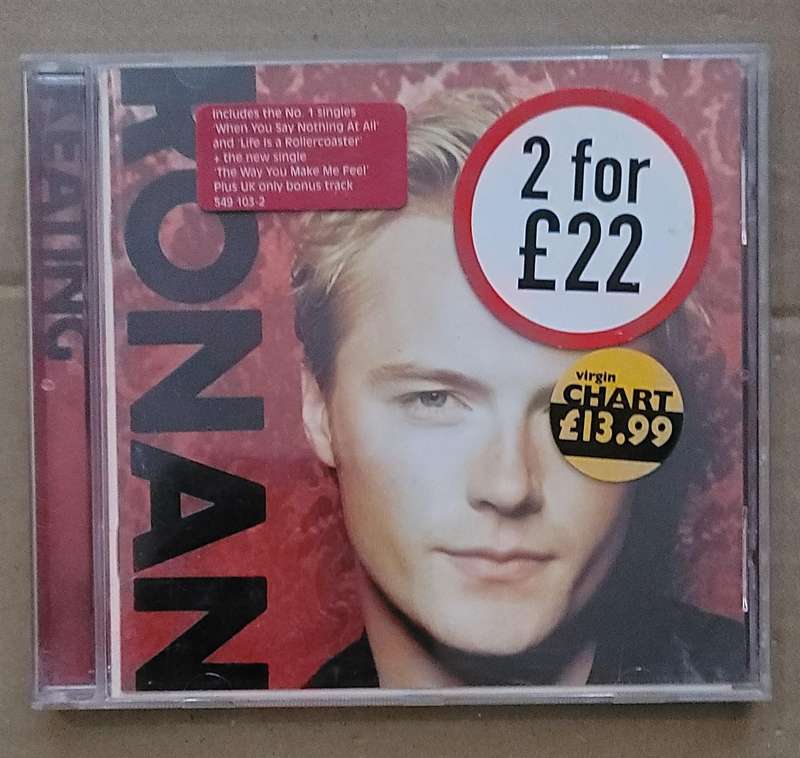 KEATING
RONAN
Includes the No. 1 singles
'When You Say Nothing At All'
and 'Life Is a Rollercoaster'
+ the new single
'The Way You Make Me Feel'
Plus UK only bonus track
549 103-2
2 for
£22
virgin
CHART
£13.99